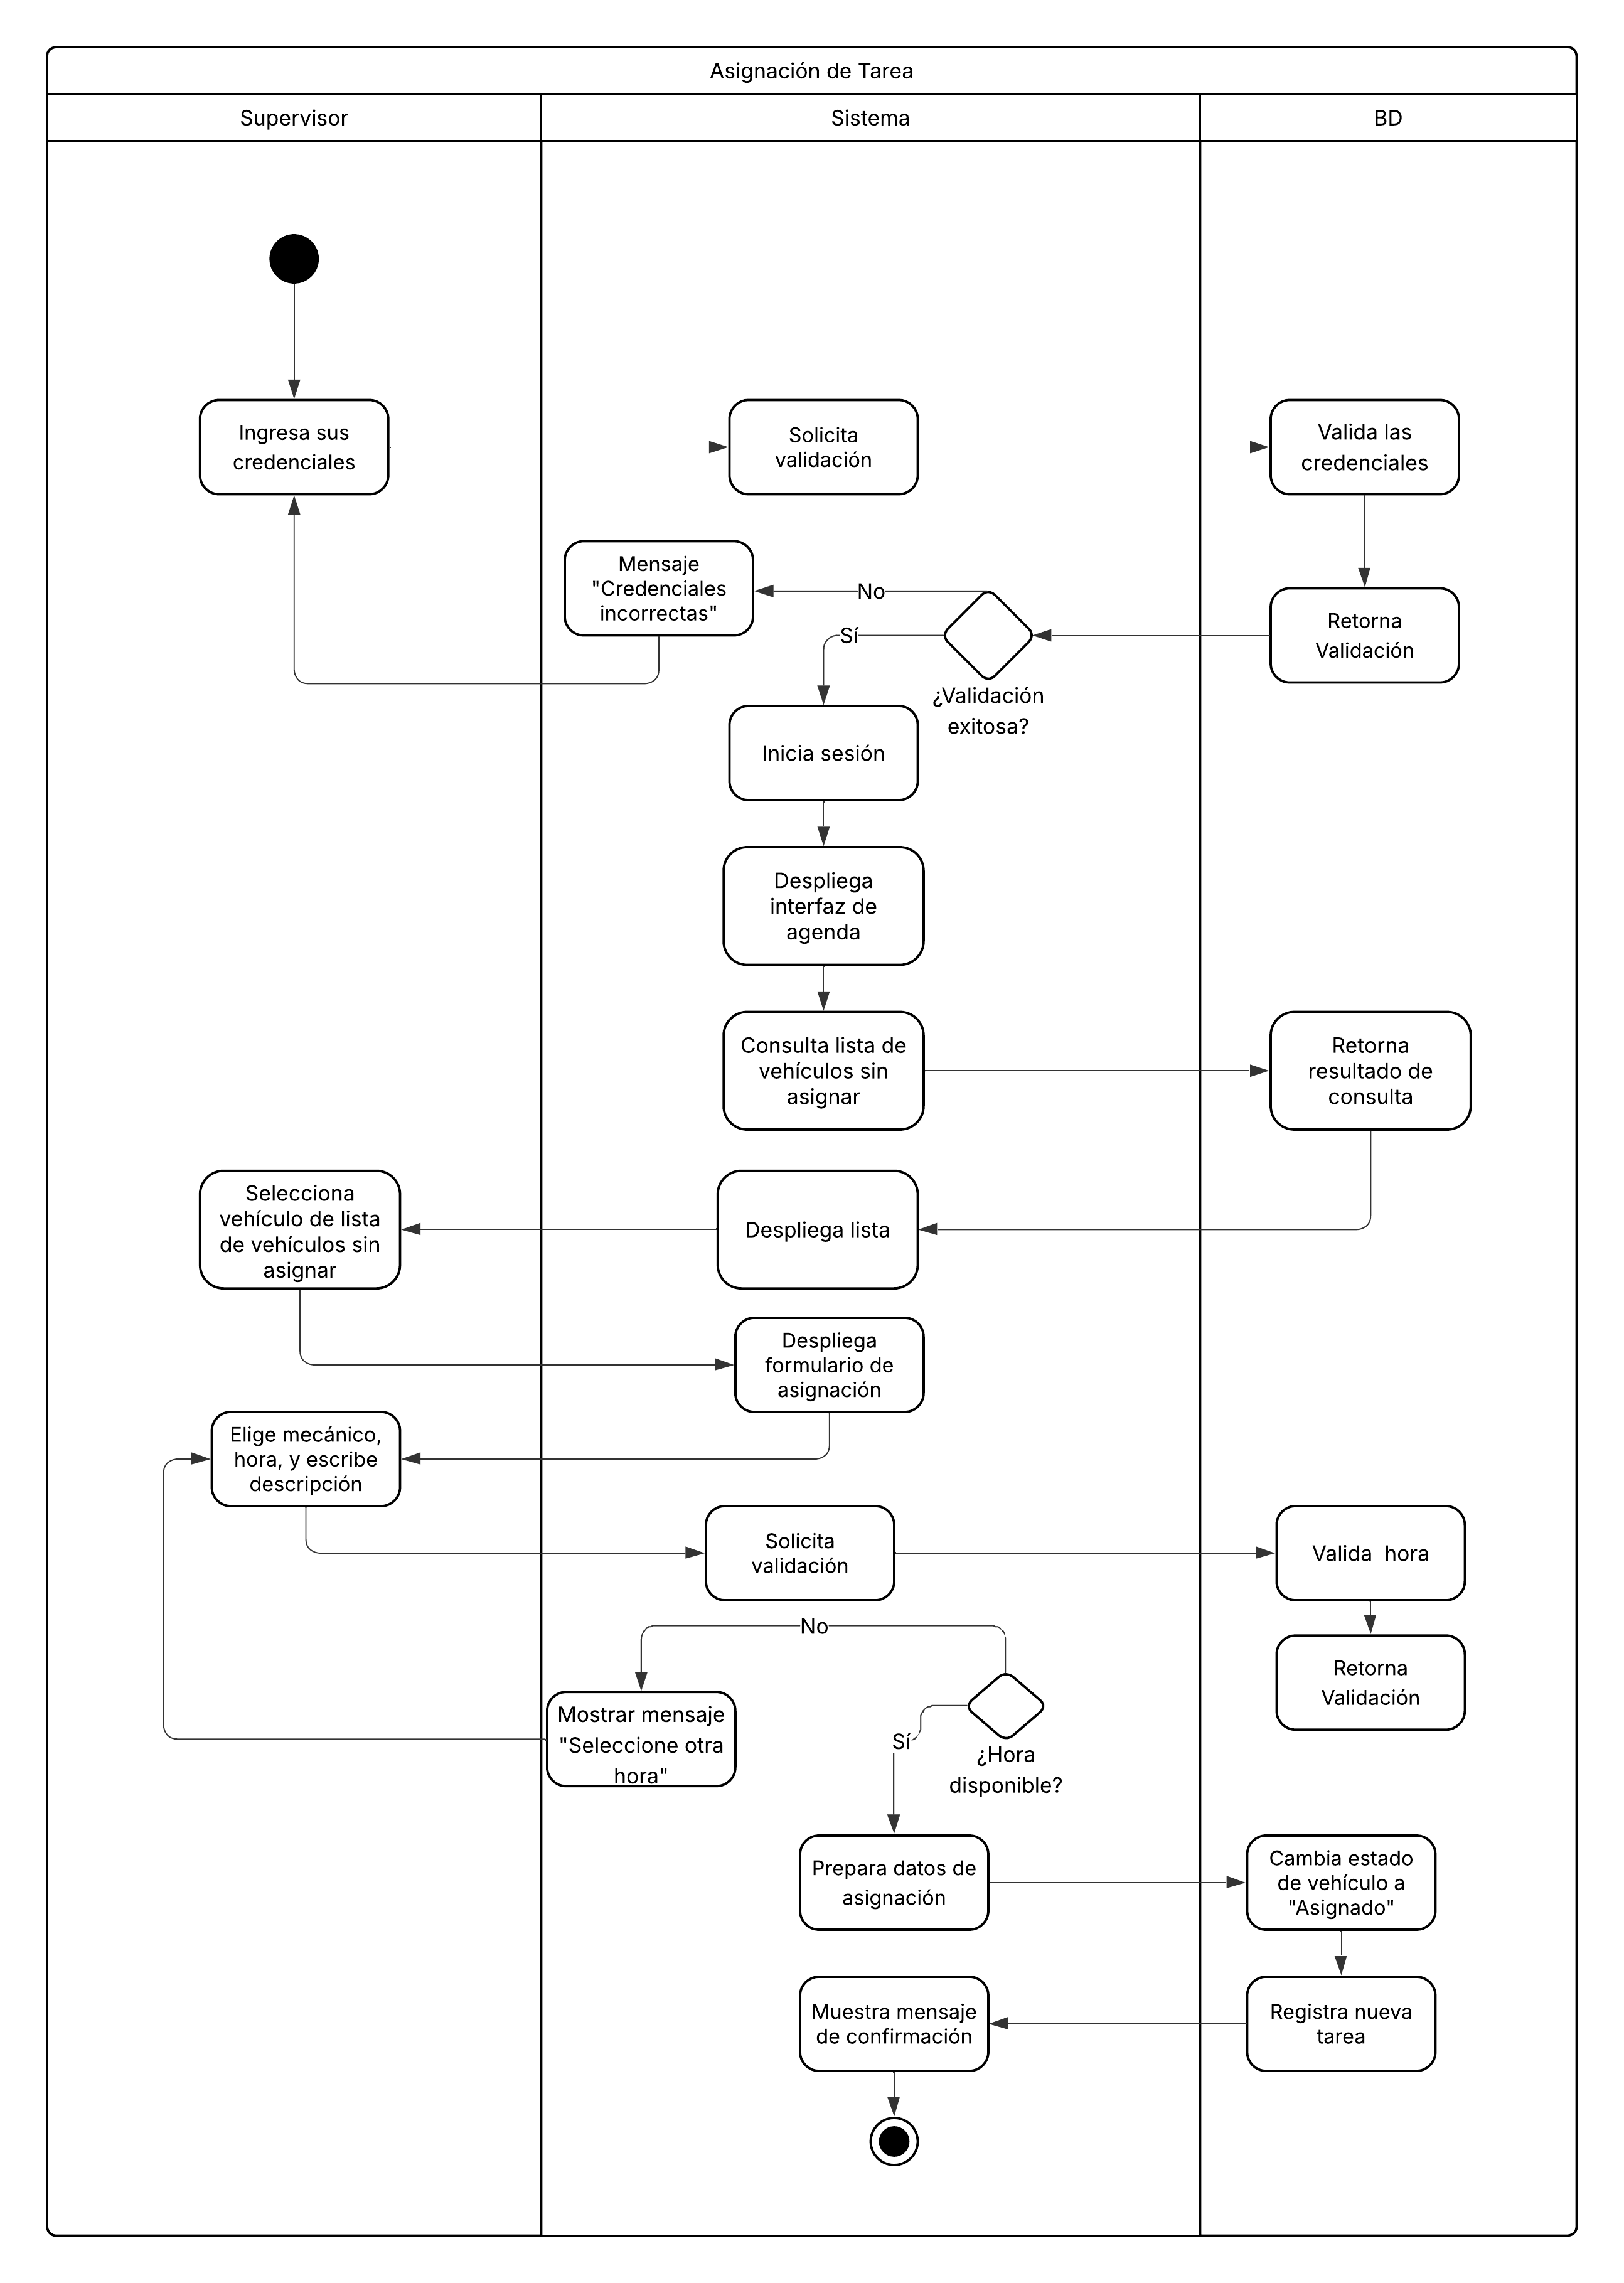 Asignación de Tarea
Supervisor
Sistema
BD
Ingresa sus
credenciales
Solicita
validación
Valida las
credenciales
Mensaje
"Credenciales
incorrectas"
No
Sí
¿Validación
exitosa?
Retorna
Validación
Inicia sesión
Despliega
interfaz de
agenda
Consulta lista de
vehículos sin
asignar
Retorna
resultado de
consulta
Selecciona
vehículo de lista
de vehículos sin
asignar
Despliega lista
Despliega
formulario de
asignación
Elige mecánico,
hora, y escribe
descripción
Solicita
validación
Valida  hora
No
Retorna
Validación
Mostrar mensaje
"Seleccione otra
hora"
Sí
¿Hora
disponible?
Prepara datos de
asignación
Cambia estado
de vehículo a
"Asignado"
Muestra mensaje
de confirmación
Registra nueva
tarea